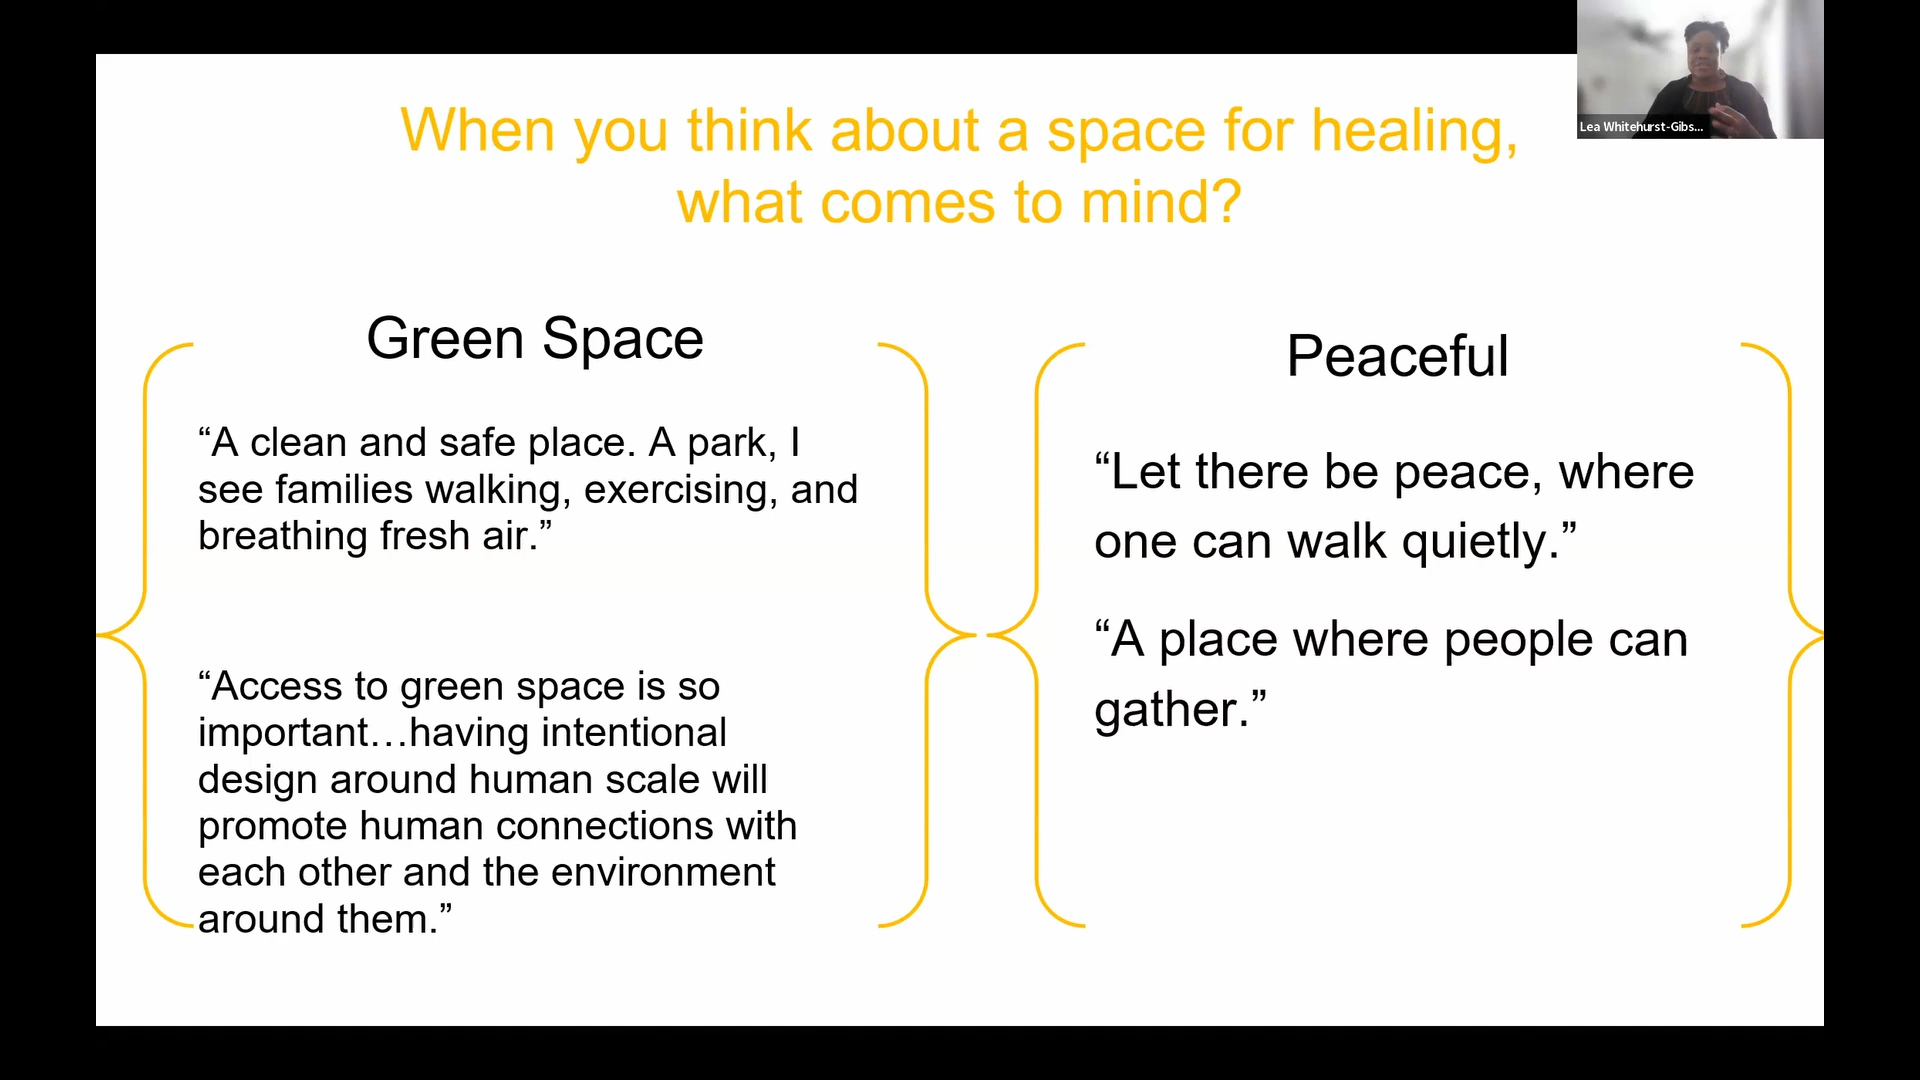 Lea Whitehurst-Gibs...
When you think about a space for healing,
what comes to mind?
Green Space
“A clean and safe place. A park, I
see families walking, exercising, and
breathing fresh air.”
“Access to green space is so
important…having intentional
design around human scale will
promote human connections with
each other and the environment
around them.”
Peaceful
“Let there be peace, where
one can walk quietly.”
“A place where people can
gather.”